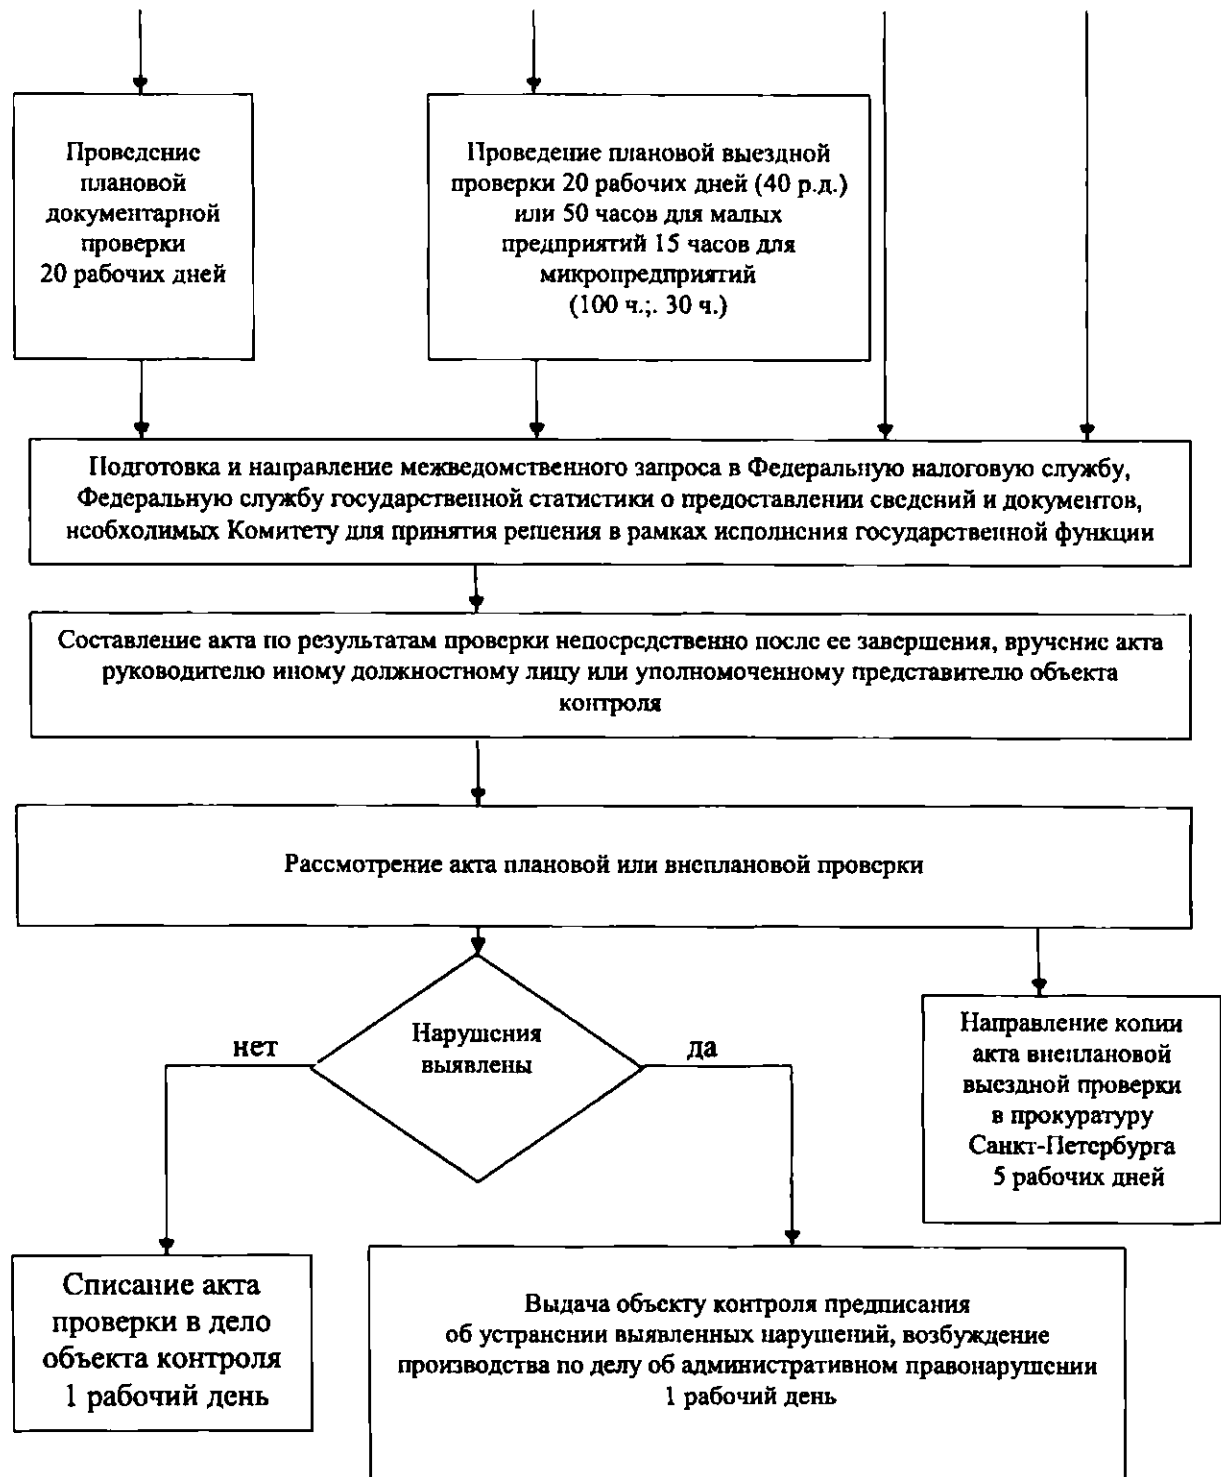 Проведение
плановой
документарной
проверки
20 рабочих дней
Проведение плановой выездной
проверки 20 рабочих дней (40 р.д.)
или 50 часов для малых
предприятий 15 часов для
микропредприятий
(100 ч.;. 30 ч.)
Подготовка и направление межведомственного запроса в Федеральную налоговую службу,
Федеральную службу государственной статистики о предоставлении сведений и документов,
необходимых Комитету для принятия решения в рамках исполнения государственной функции
Составление акта по результатам проверки непосредственно после ее завершения, вручение акта
руководителю иному должностному лицу или уполномоченному представителю объекта
контроля
Рассмотрение акта плановой или внеплановой проверки
Нарушения
выявлены
нет
да
Направление копии
акта внеплановой
выездной проверки
в прокуратуру
Санкт-Петербурга
5 рабочих дней
Списание акта
проверки в дело
объекта контроля
1 рабочий день
Выдача объекту контроля предписания
об устранении выявленных нарушений, возбуждение
производства по делу об административном правонарушении
1 рабочий день